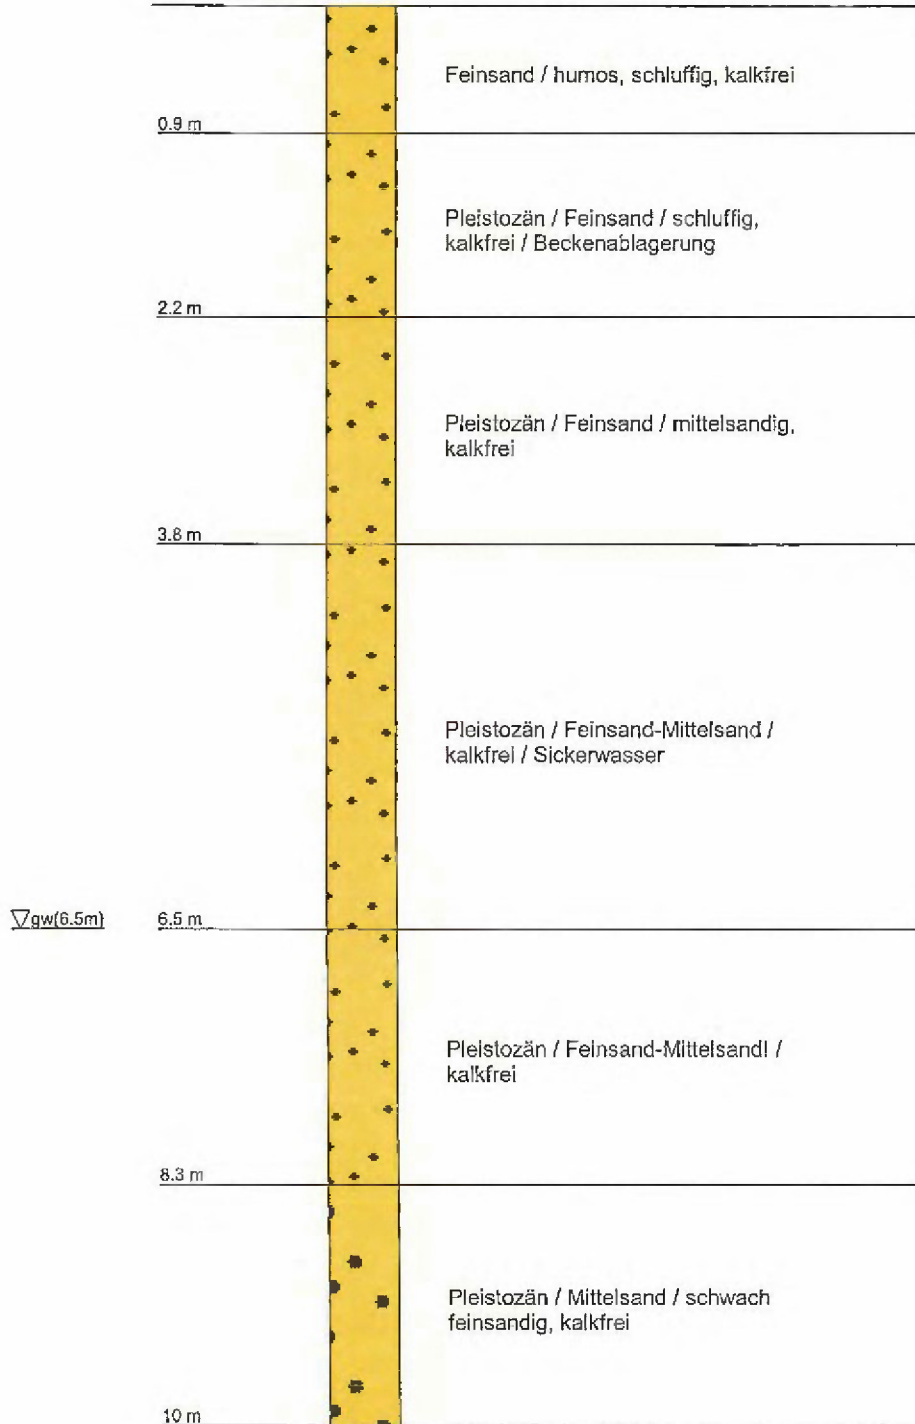 Feinsand / humos, schluffig, kalkfrei
0.9 m
Pleistozän / Feinsand / schluffig,
kalkfrei / Beckenablagerung
2.2 m
Pleistozän / Feinsand / mittelsandig,
kalkfrei
3.8 m
Pleistozän / Feinsand-Mittelsand /
kalkfrei / Sickerwasser
gw(6.5m)
6.5 m
Pleistozän / Feinsand-Mittelsandl /
kalkfrei
8.3 m
Pleistozän / Mittelsand / schwach
feinsandig, kalkfrei
10 m